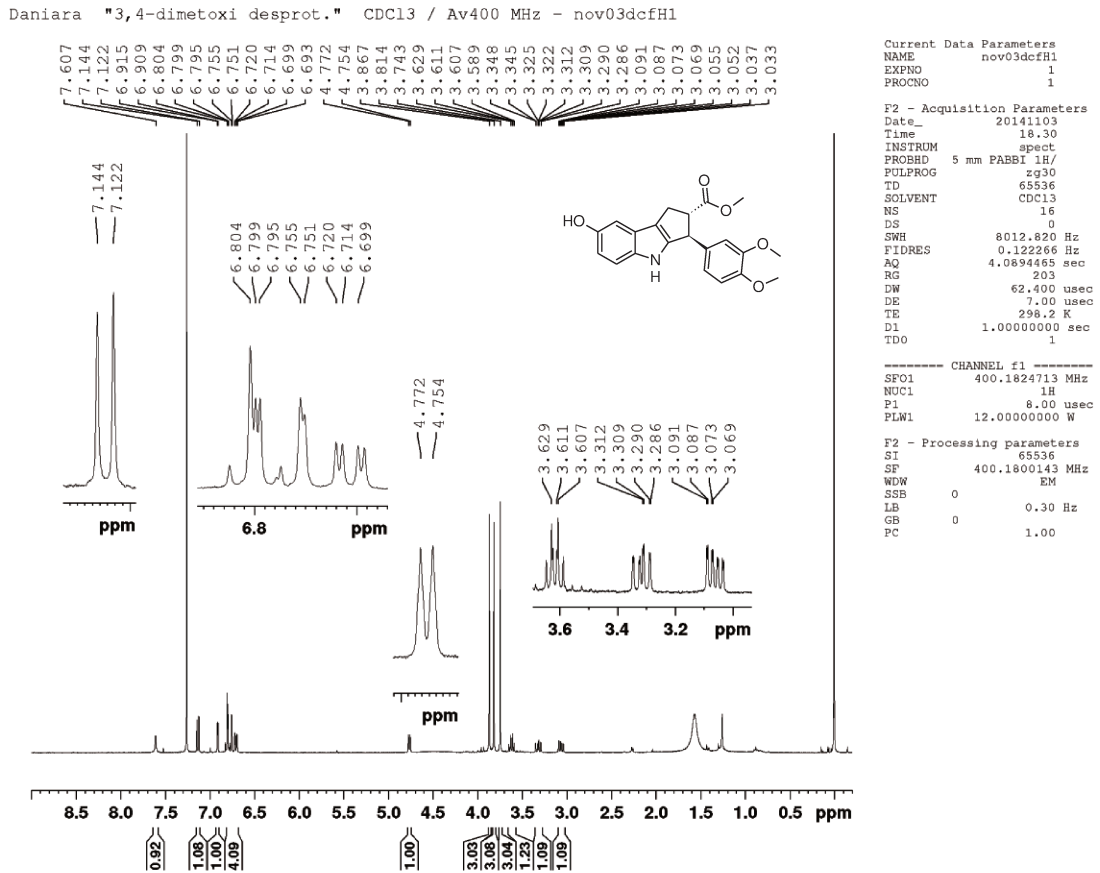 Daniara "3,4-dimetoxi desprot." CDCl3 / Av400 MHz - nov03dcfH1
7.607
7.144
7.122
6.915
6.909
6.804
6.799
6.795
6.755
6.751
6.720
6.714
6.699
6.693
4.772
4.754
3.867
3.814
3.743
3.629
3.611
3.607
3.589
3.348
3.345
3.325
3.322
3.312
3.309
3.290
3.286
3.091
3.087
3.073
3.069
3.055
3.052
3.037
3.033
Current Data Parameters
NAME nov03dcfH1
EXPNO 1
PROCNO 1
F2 - Acquisition Parameters
Date_ 20141103
Time 18.30
INSTRUM spect
PROBHD 5 mm PABBI 1H/
PULPROG zg30
TD 65536
SOLVENT CDCl3
NS 16
DS 0
SWH 8012.820 Hz
FIDRES 0.122266 Hz
AQ 4.0894465 sec
RG 203
DW 62.400 usec
DE 7.00 usec
TE 298.2 K
D1 1.00000000 sec
TD0 1
======== CHANNEL f1 ========
SFO1 400.1824713 MHz
NUC1 1H
P1 8.00 usec
PLW1 12.00000000 W
F2 - Processing parameters
SI 65536
SF 400.1800143 MHz
WDW EM
SSB 0
LB 0.30 Hz
GB 0
PC 1.00
7.144
7.122
ppm
6.804
6.799
6.795
6.755
6.751
6.720
6.714
6.699
6.8 ppm
4.772
4.754
ppm
HO
N
H
O
O
O
O
3.629
3.611
3.607
3.312
3.309
3.290
3.286
3.091
3.087
3.073
3.069
3.6 3.4 3.2 ppm
8.5 8.0 7.5 7.0 6.5 6.0 5.5 5.0 4.5 4.0 3.5 3.0 2.5 2.0 1.5 1.0 0.5 ppm
0.92
1.08
1.00
4.09
1.00
3.03
3.08
3.04
1.23
1.09
1.09